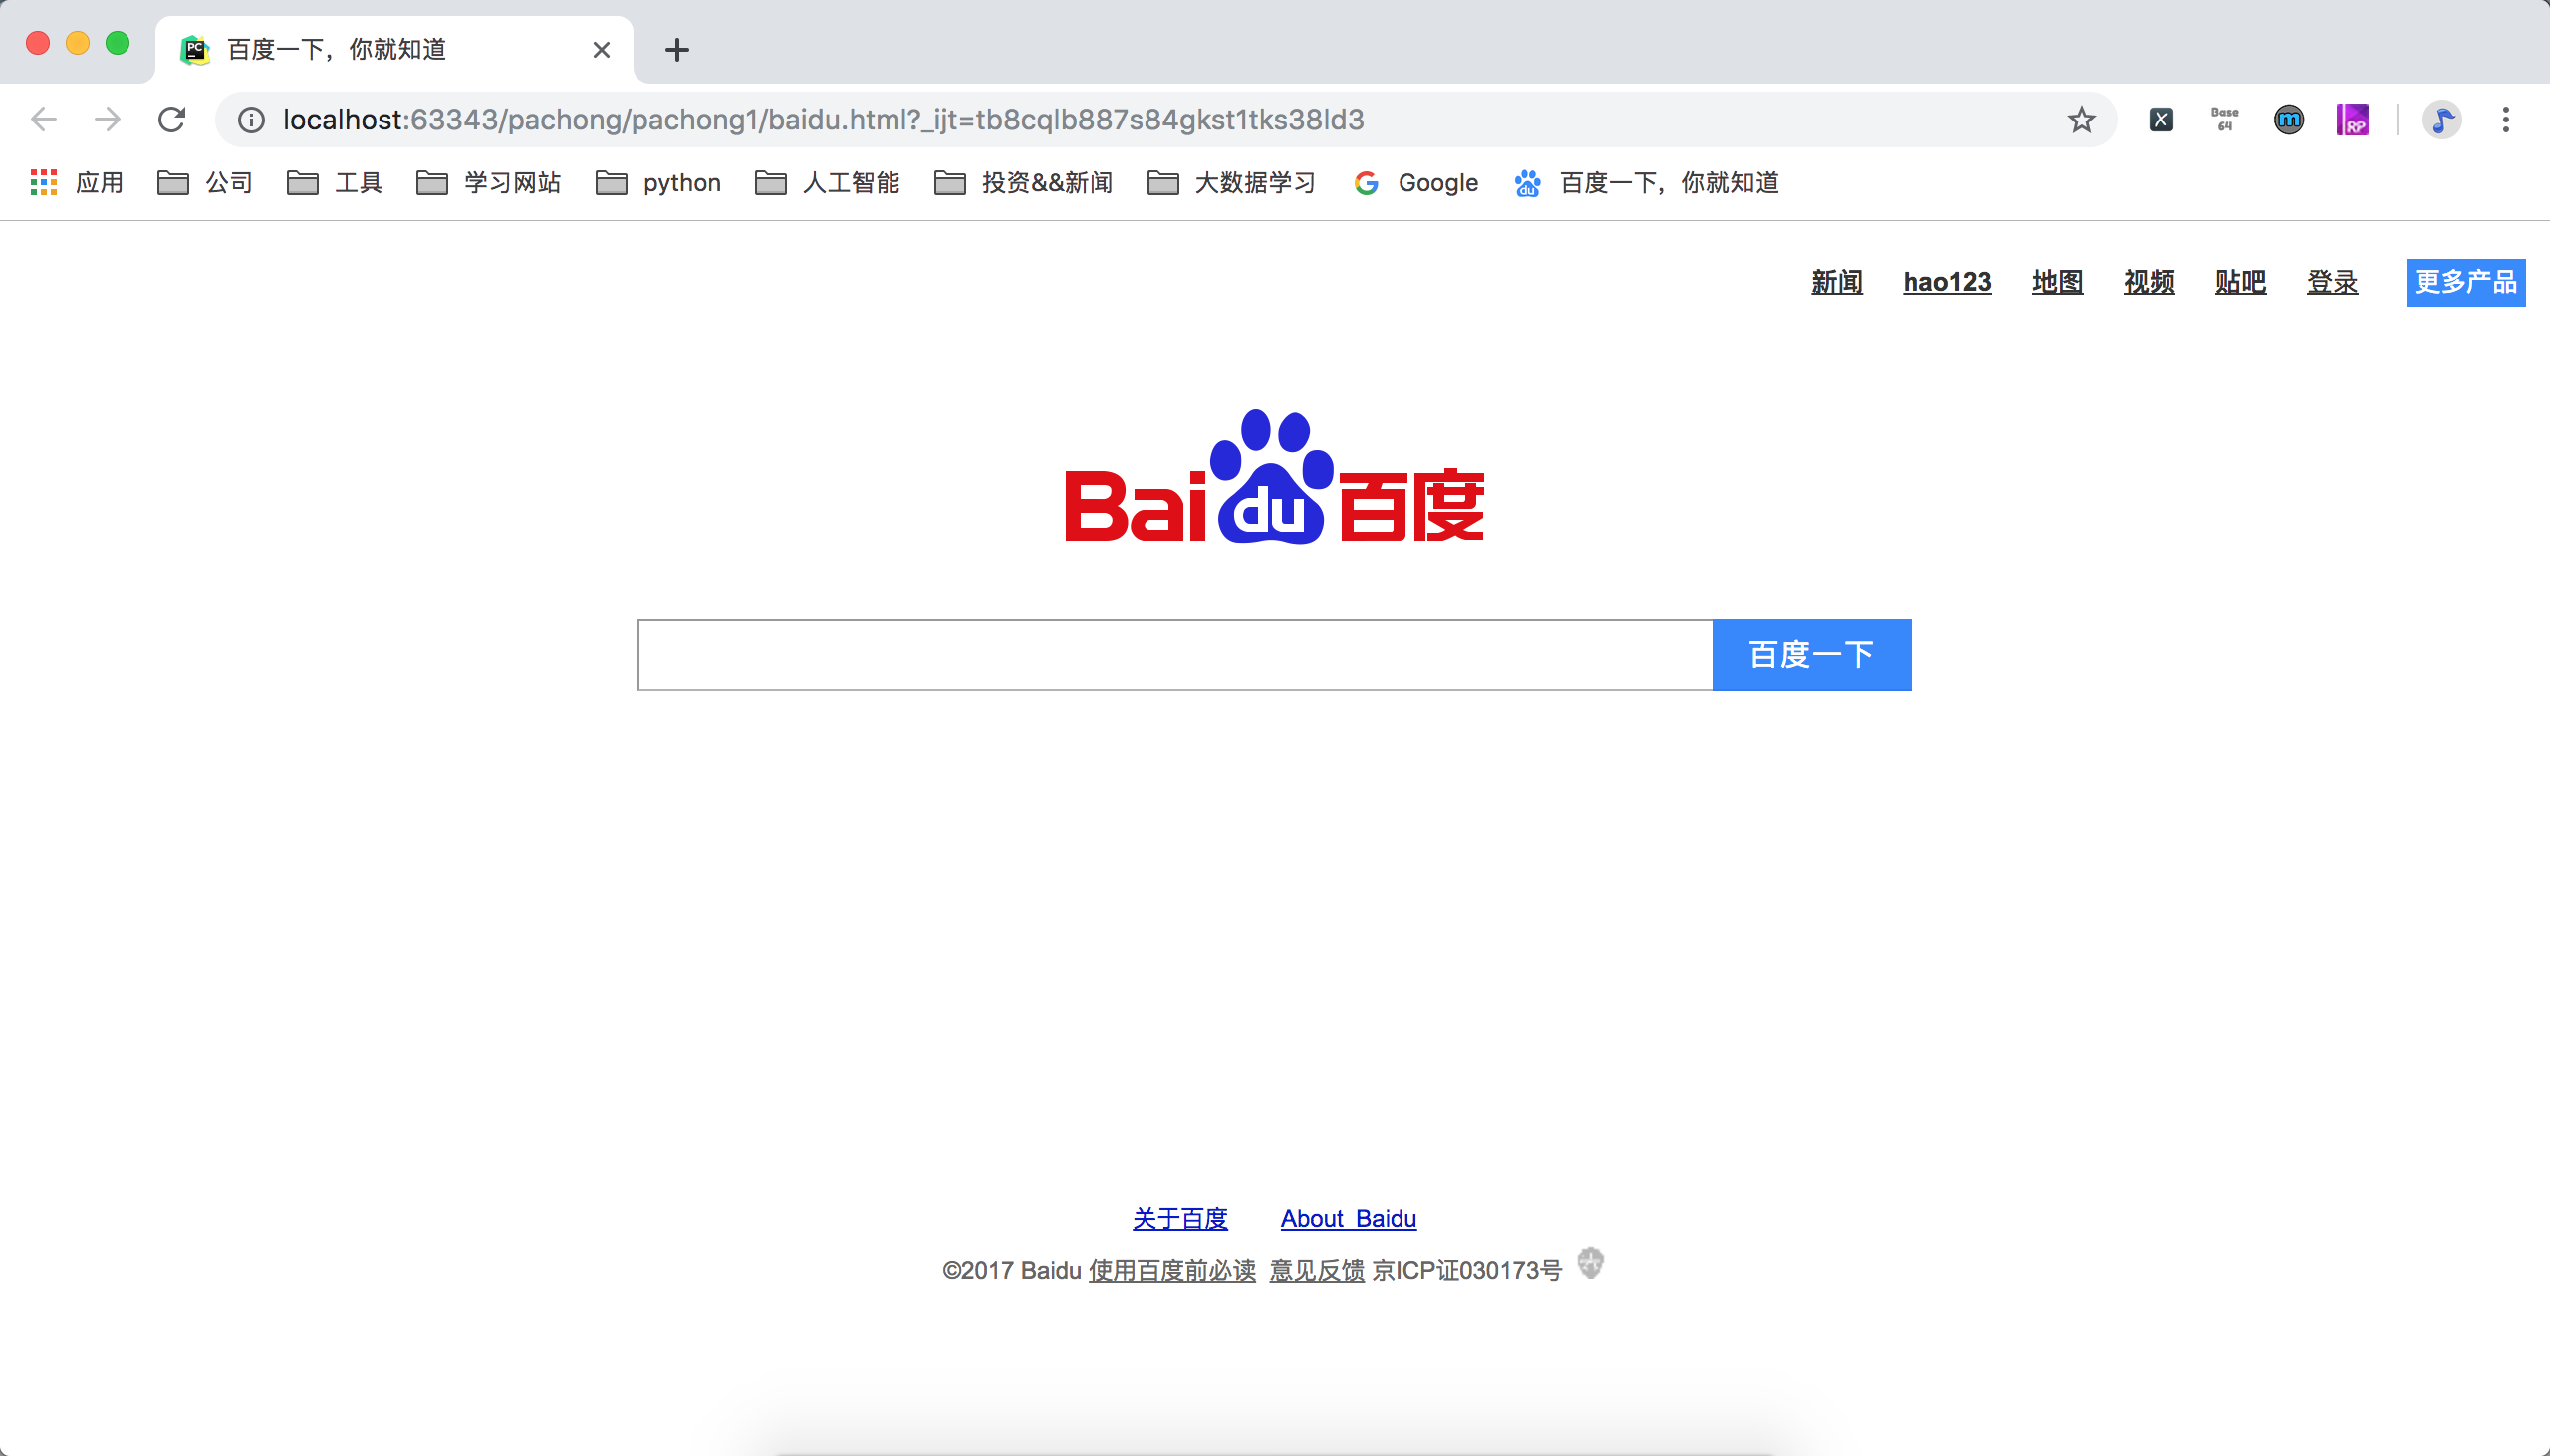 百度一下，你就知道
localhost:63343/pachong/pachong1/baidu.html?_ijt=tb8cqlb887s84gkst1tks38ld3
Base 64
m
RP
应用 公司 工具 学习网站 python 人工智能 投资&&新闻 大数据学习 Google 百度一下，你就知道
新闻 hao123 地图 视频 贴吧 登录 更多产品
Bai du 百度
百度一下
关于百度 About Baidu
©2017 Baidu 使用百度前必读 意见反馈 京ICP证030173号